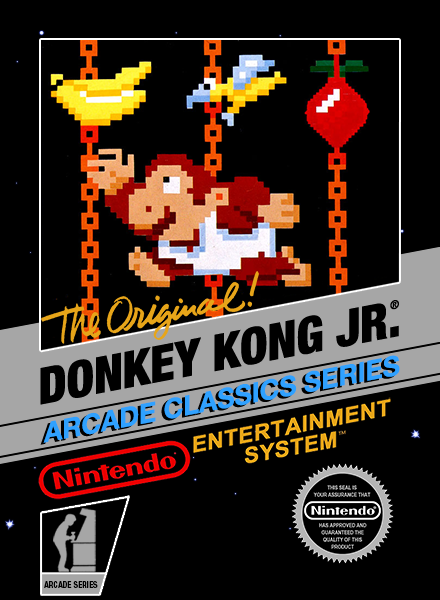 The Original!
DONKEY KONG JR.®
ARCADE CLASSICS SERIES
Nintendo
ENTERTAINMENT
SYSTEM™
THIS SEAL IS
YOUR ASSURANCE THAT
Nintendo
HAS APPROVED AND
GUARANTEED THE
QUALITY OF THIS
PRODUCT
ARCADE SERIES